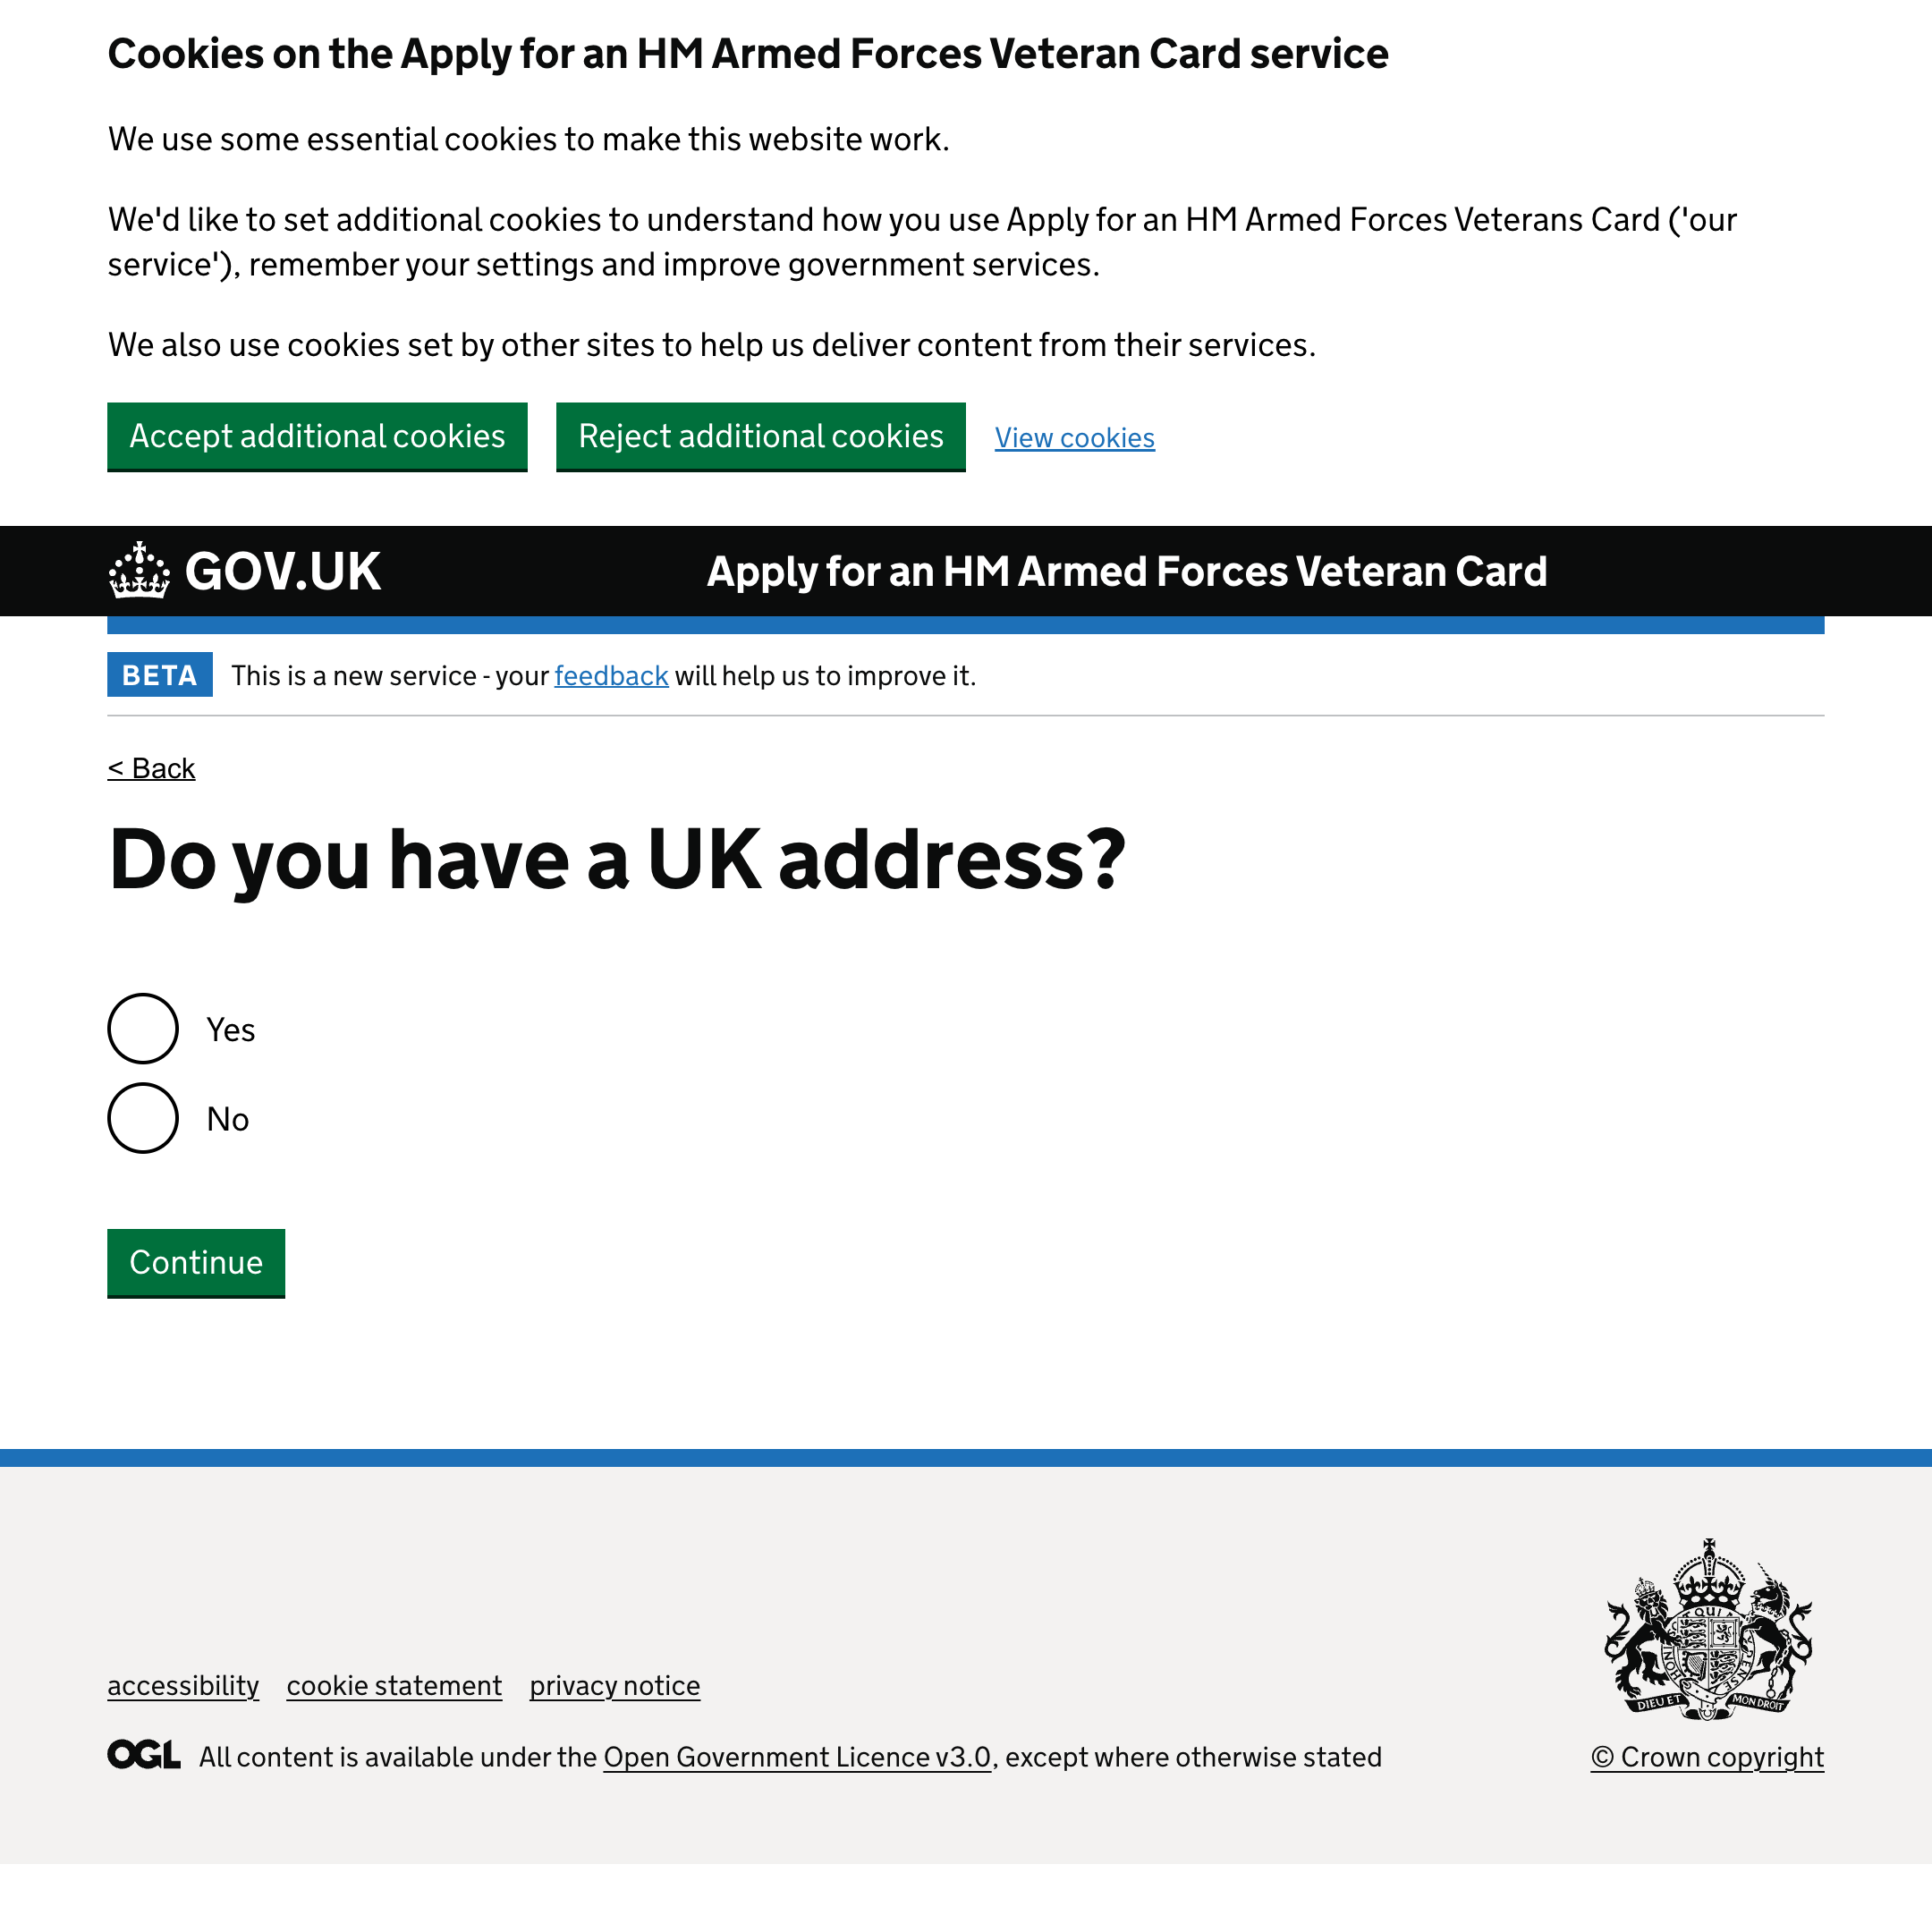 Cookies on the Apply for an HM Armed Forces Veteran Card service
We use some essential cookies to make this website work.
We'd like to set additional cookies to understand how you use Apply for an HM Armed Forces Veterans Card ('our
service'), remember your settings and improve government services.
We also use cookies set by other sites to help us deliver content from their services.
Accept additional cookies Reject additional cookies View cookies
GOV.UK Apply for an HM Armed Forces Veteran Card
BETA This is a new service - your feedback will help us to improve it.
< Back
Do you have a UK address?
Yes
No
Continue
QUI
HONI
PENSE
DIEU ET MON DROIT
accessibility cookie statement privacy notice
OGL All content is available under the Open Government Licence v3.0, except where otherwise stated © Crown copyright